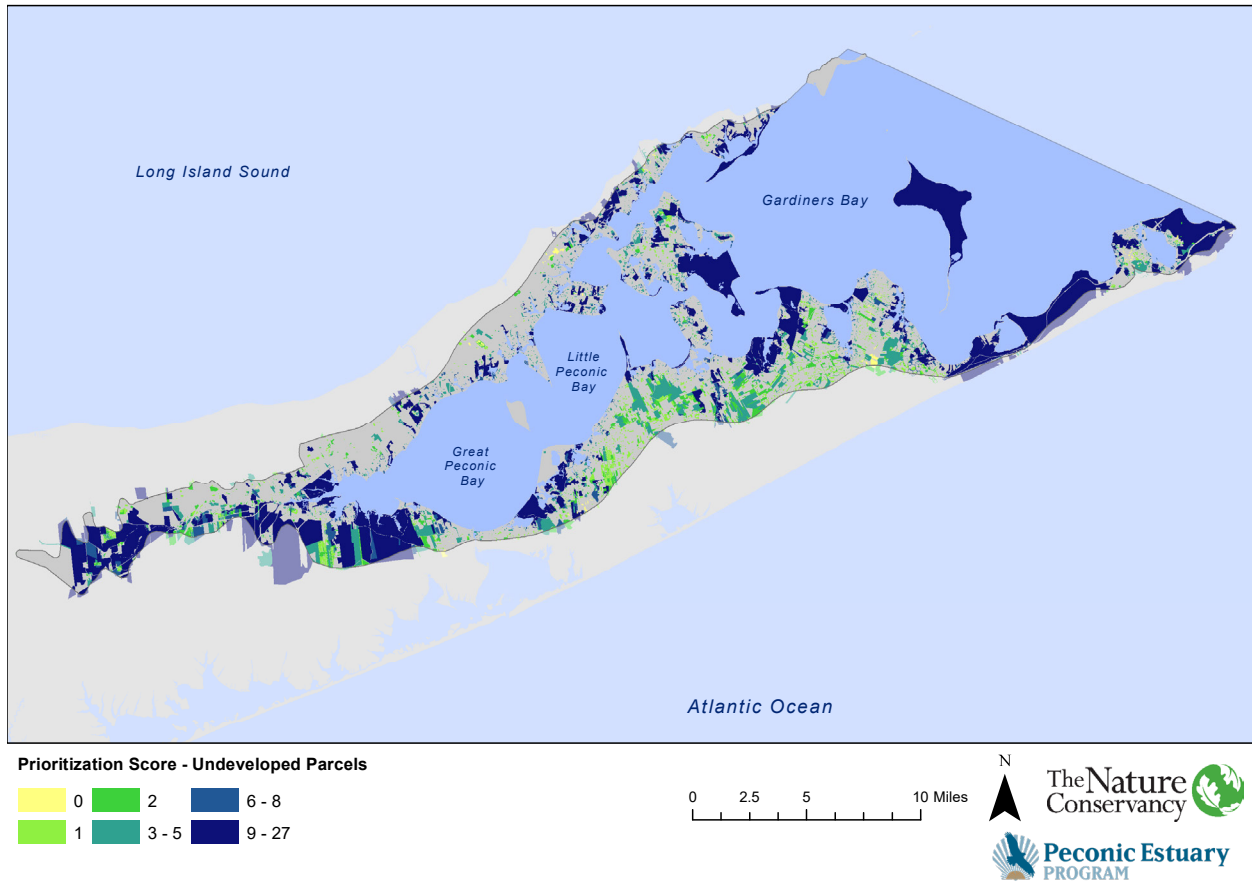 Long Island Sound
Gardiners Bay
Little
Peconic
Bay
Great
Peconic
Bay
Atlantic Ocean
Prioritization Score - Undeveloped Parcels
0 2 6 - 8
1 3 - 5 9 - 27
0 2.5 5 10 Miles
N
The Nature
Conservancy
Peconic Estuary
PROGRAM